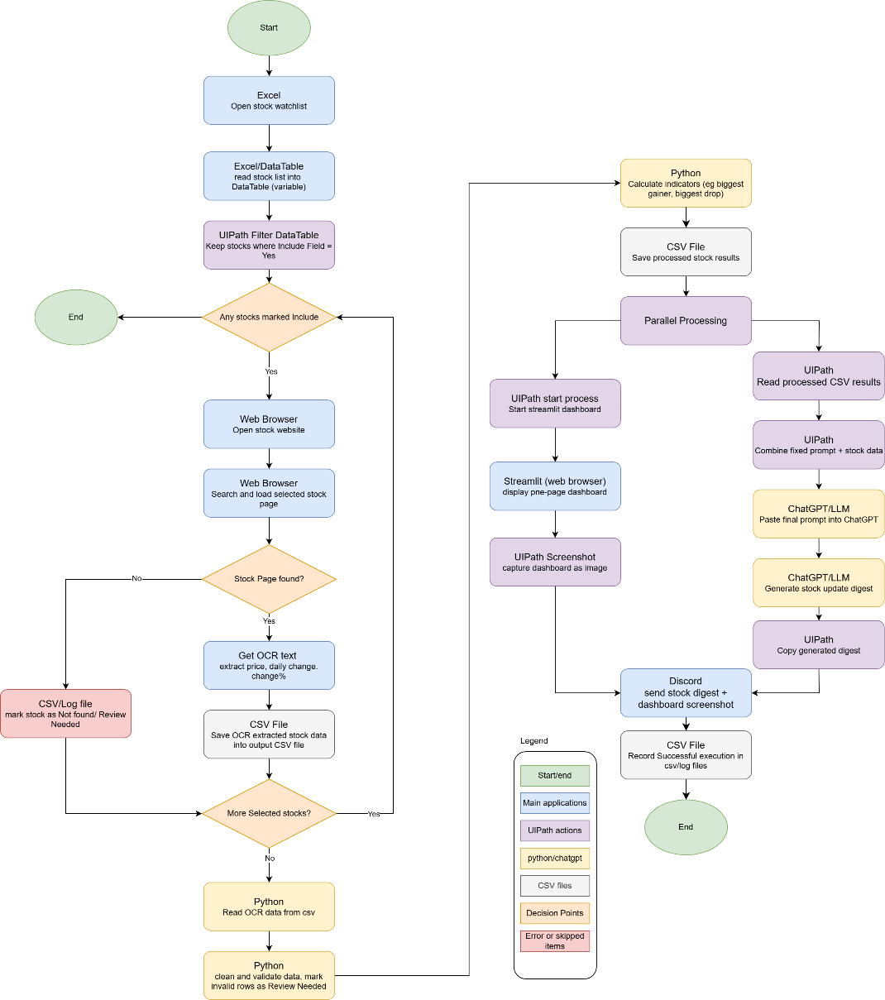 Start
Excel
Open stock watchlist
Excel/DataTable
read stock list into
DataTable (variable)
UIPath Filter DataTable
Keep stocks where Include Field =
Yes
Any stocks marked Include
End
Yes
Web Browser
Open stock website
Web Browser
Search and load selected stock
page
Stock Page found?
No
Yes
Get OCR text
extract price, daily change.
change%
CSV/Log file
mark stock as Not found/ Review
Needed
CSV File
Save OCR extracted stock data
into output CSV file
More Selected stocks?
Yes
No
Python
Read OCR data from csv
Python
clean and validate data, mark
invalid rows as Review Needed
Python
Calculate indicators (eg biggest
gainer, biggest drop)
CSV File
Save processed stock results
Parallel Processing
UIPath start process
Start streamlit dashboard
Streamlit (web browser)
display pne-page dashboard
UIPath Screenshot
capture dashboard as image
UIPath
Read processed CSV results
UIPath
Combine fixed prompt + stock data
ChatGPT/LLM
Paste final prompt into ChatGPT
ChatGPT/LLM
Generate stock update digest
UIPath
Copy generated digest
Discord
send stock digest +
dashboard screenshot
CSV File
Record Successful execution in
csv/log files
End
Legend
Start/end
Main applications
UIPath actions
python/chatgpt
CSV files
Decision Points
Error or skipped
items